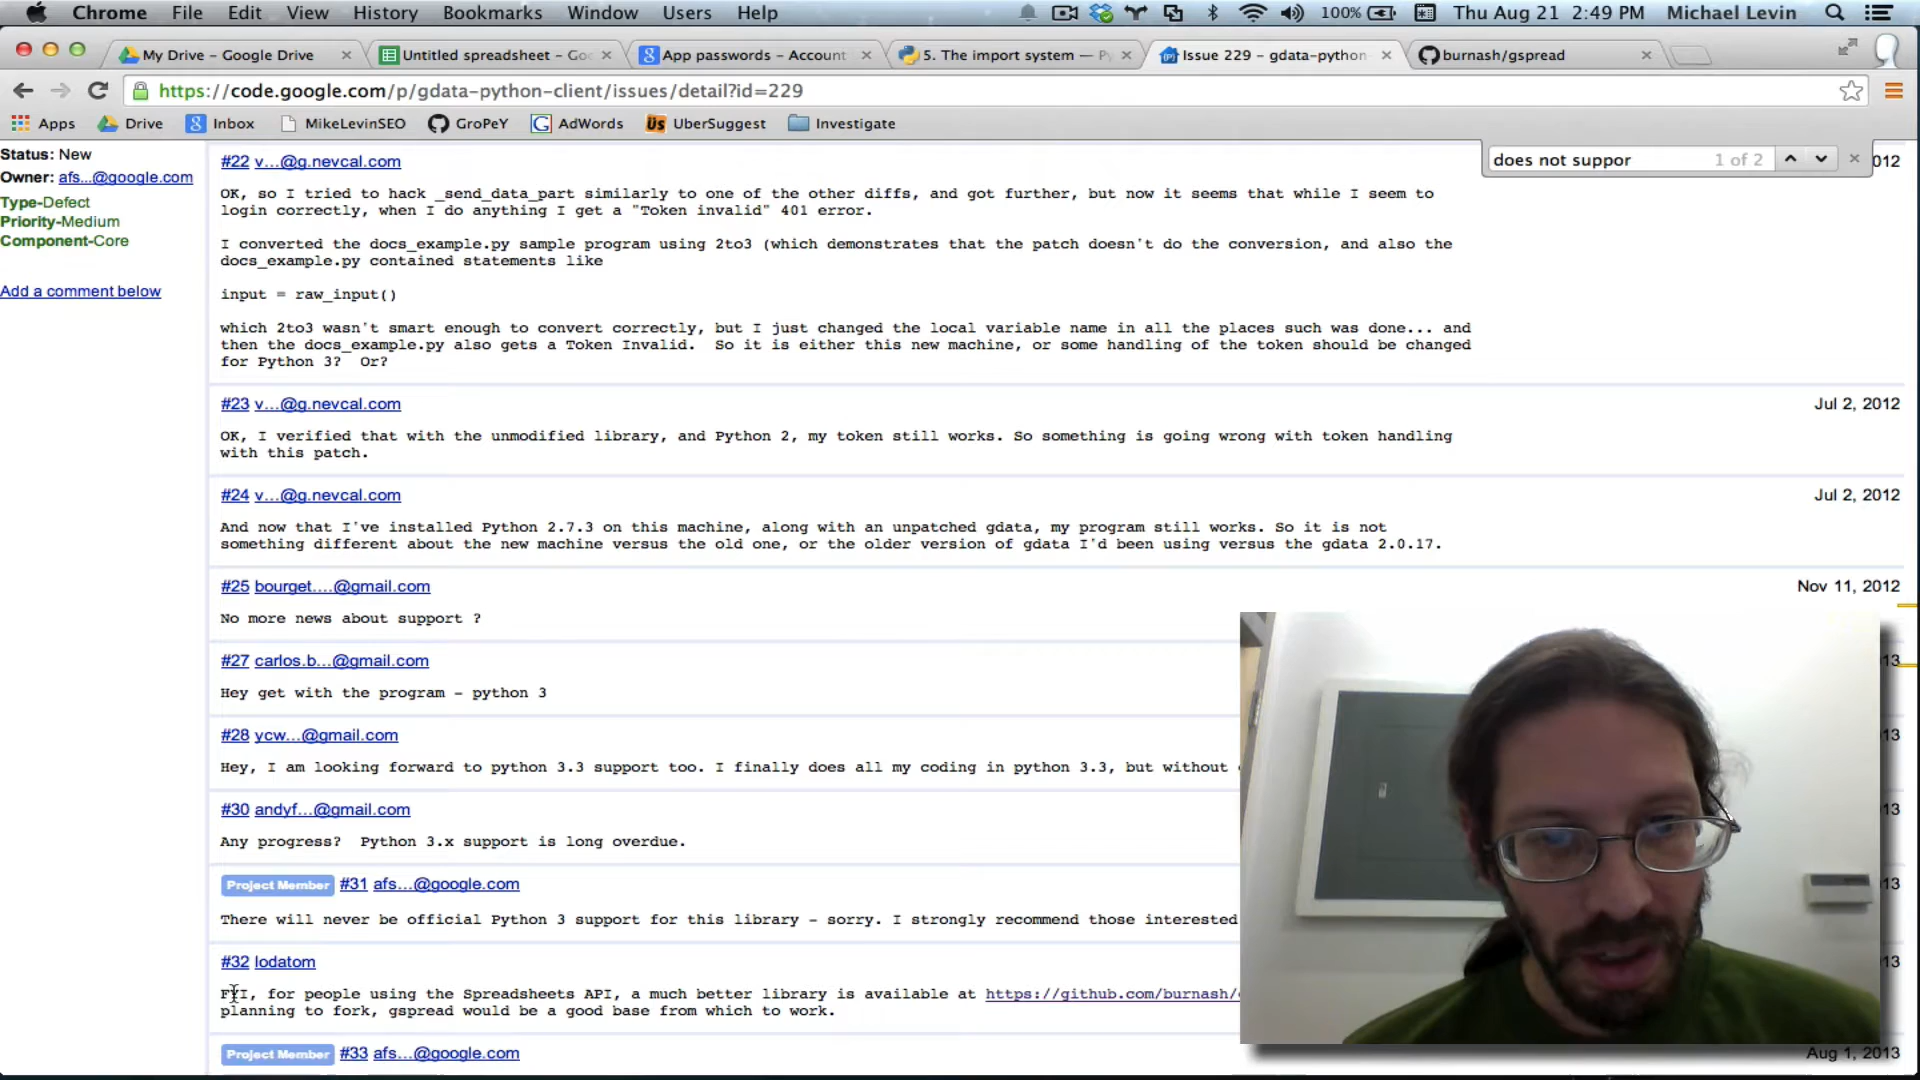 Chrome File Edit View History Bookmarks Window Users Help 100% Thu Aug 21 2:49 PM Michael Levin
My Drive – Google Drive Untitled spreadsheet – Goo App passwords – Account 5. The import system — Py Issue 229 – gdata-python- burnash/gspread
https://code.google.com/p/gdata-python-client/issues/detail?id=229
Apps Drive Inbox MikeLevinSEO GroPeY AdWords UberSuggest Investigate
does not suppor 1 of 2
Status: New
Owner: afs...@google.com
Type-Defect
Priority-Medium
Component-Core
Add a comment below
#22 v...@g.nevcal.com 012
OK, so I tried to hack _send_data_part similarly to one of the other diffs, and got further, but now it seems that while I seem to
login correctly, when I do anything I get a "Token invalid" 401 error.
I converted the docs_example.py sample program using 2to3 (which demonstrates that the patch doesn't do the conversion, and also the
docs_example.py contained statements like
input = raw_input()
which 2to3 wasn't smart enough to convert correctly, but I just changed the local variable name in all the places such was done... and
then the docs_example.py also gets a Token Invalid.  So it is either this new machine, or some handling of the token should be changed
for Python 3?  Or?
#23 v...@g.nevcal.com Jul 2, 2012
OK, I verified that with the unmodified library, and Python 2, my token still works. So something is going wrong with token handling
with this patch.
#24 v...@g.nevcal.com Jul 2, 2012
And now that I've installed Python 2.7.3 on this machine, along with an unpatched gdata, my program still works. So it is not
something different about the new machine versus the old one, or the older version of gdata I'd been using versus the gdata 2.0.17.
#25 bourget....@gmail.com Nov 11, 2012
No more news about support ?
#27 carlos.b...@gmail.com 13
Hey get with the program - python 3
#28 ycw...@gmail.com 13
Hey, I am looking forward to python 3.3 support too. I finally does all my coding in python 3.3, but without
#30 andyf...@gmail.com 13
Any progress?  Python 3.x support is long overdue.
Project Member #31 afs...@google.com 13
There will never be official Python 3 support for this library - sorry. I strongly recommend those interested
#32 lodatom 13
FYI, for people using the Spreadsheets API, a much better library is available at https://github.com/burnash/
planning to fork, gspread would be a good base from which to work.
Project Member #33 afs...@google.com Aug 1, 2013